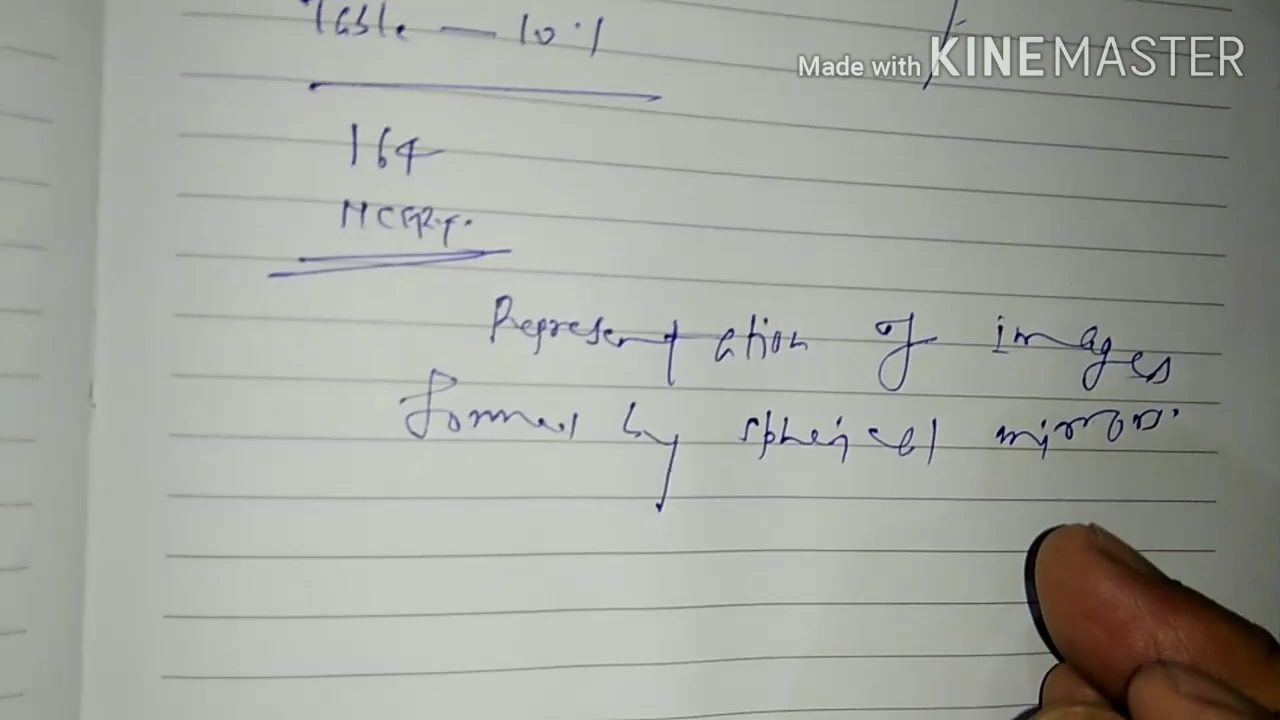 Table — 10.1
Made with KINEMASTER
164
NCERT.
Representation of images
formed by spherical mirrors.